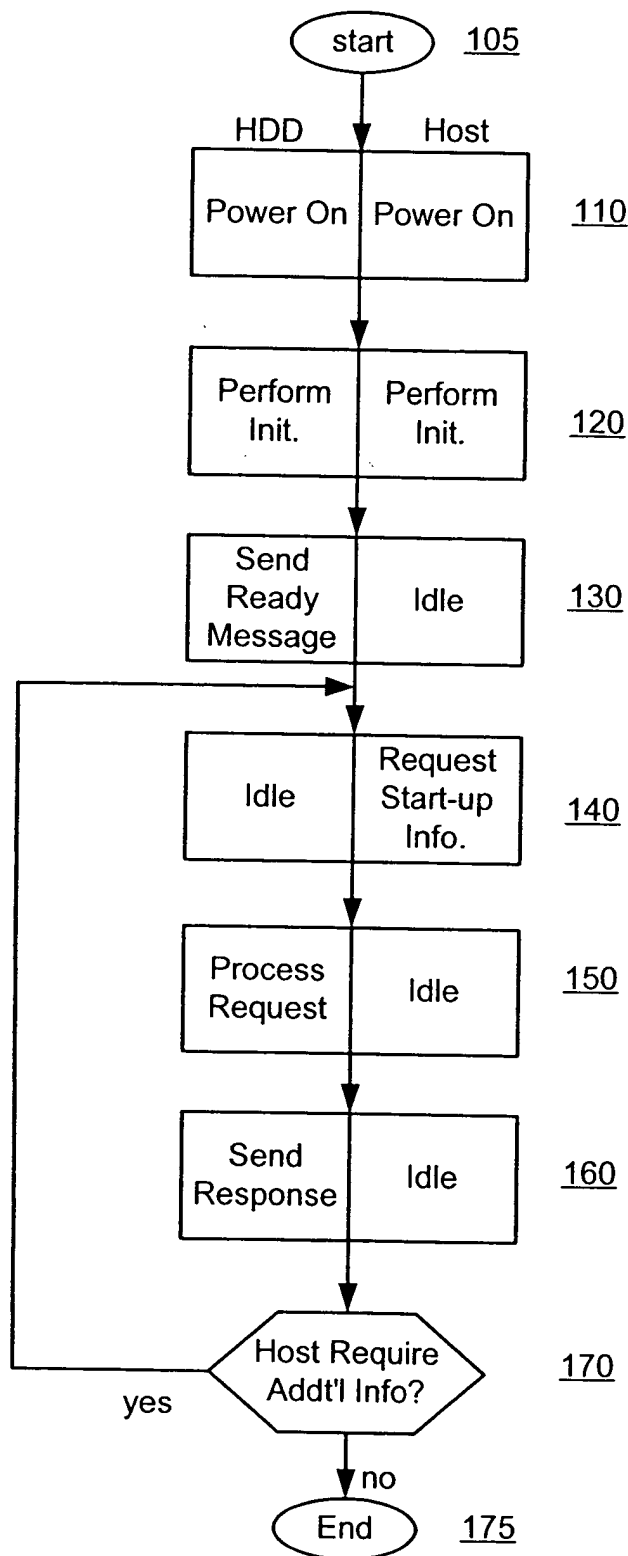 start 105
HDD Host
Power On Power On 110
Perform Init. Perform Init. 120
Send Ready Message Idle 130
Idle Request Start-up Info. 140
Process Request Idle 150
Send Response Idle 160
Host Require Addt'l Info? 170
yes
no
End 175